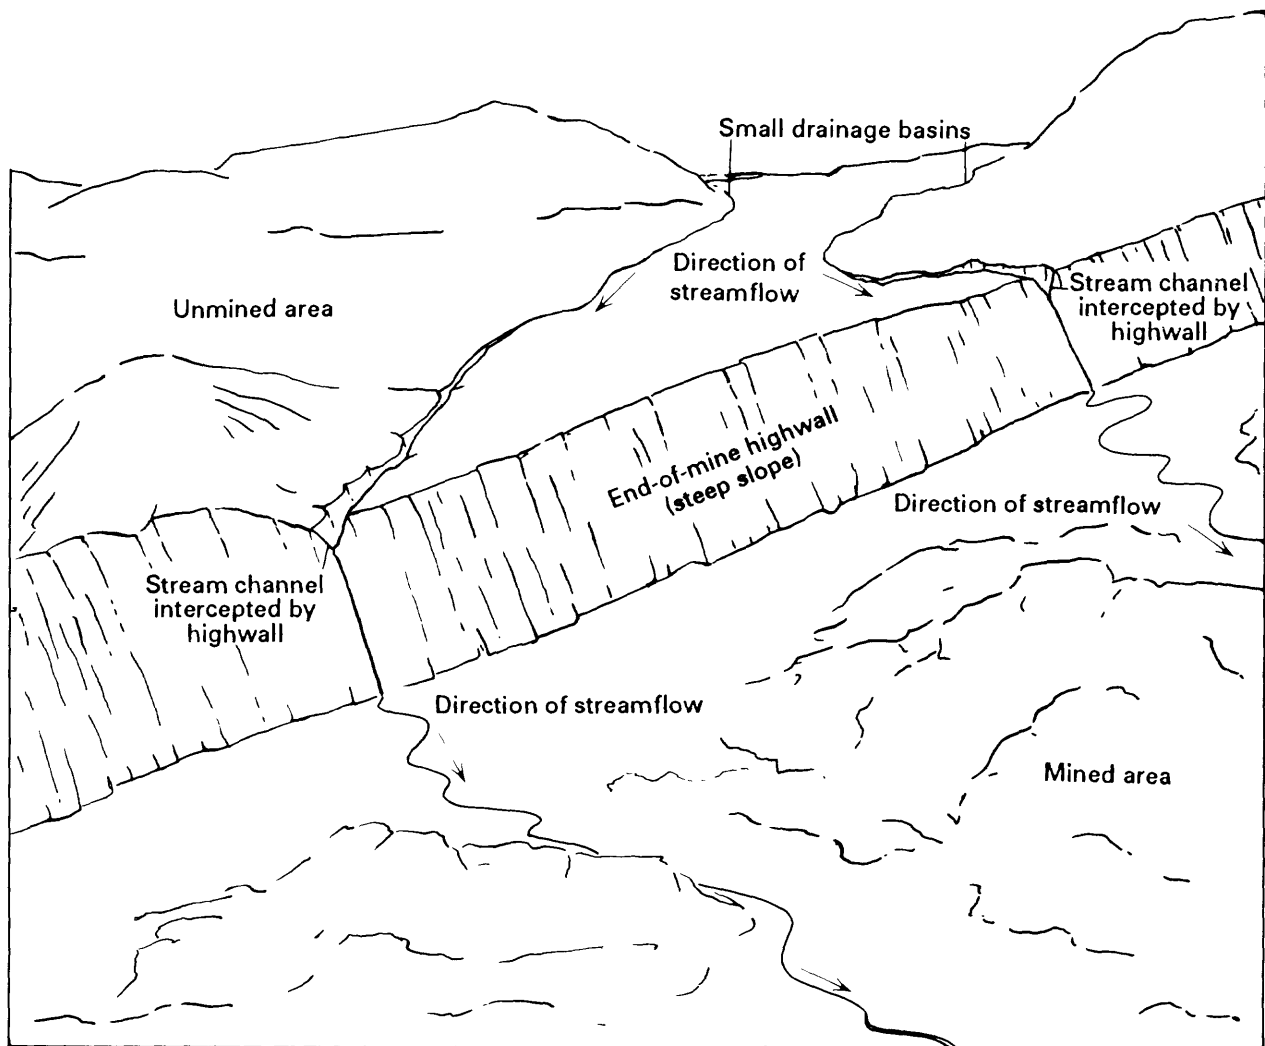 Small drainage basins
Direction of
streamflow
Unmined area
Stream channel
intercepted by
highwall
End-of-mine highwall
(steep slope)
Direction of streamflow
Stream channel
intercepted by
highwall
Direction of streamflow
Mined area